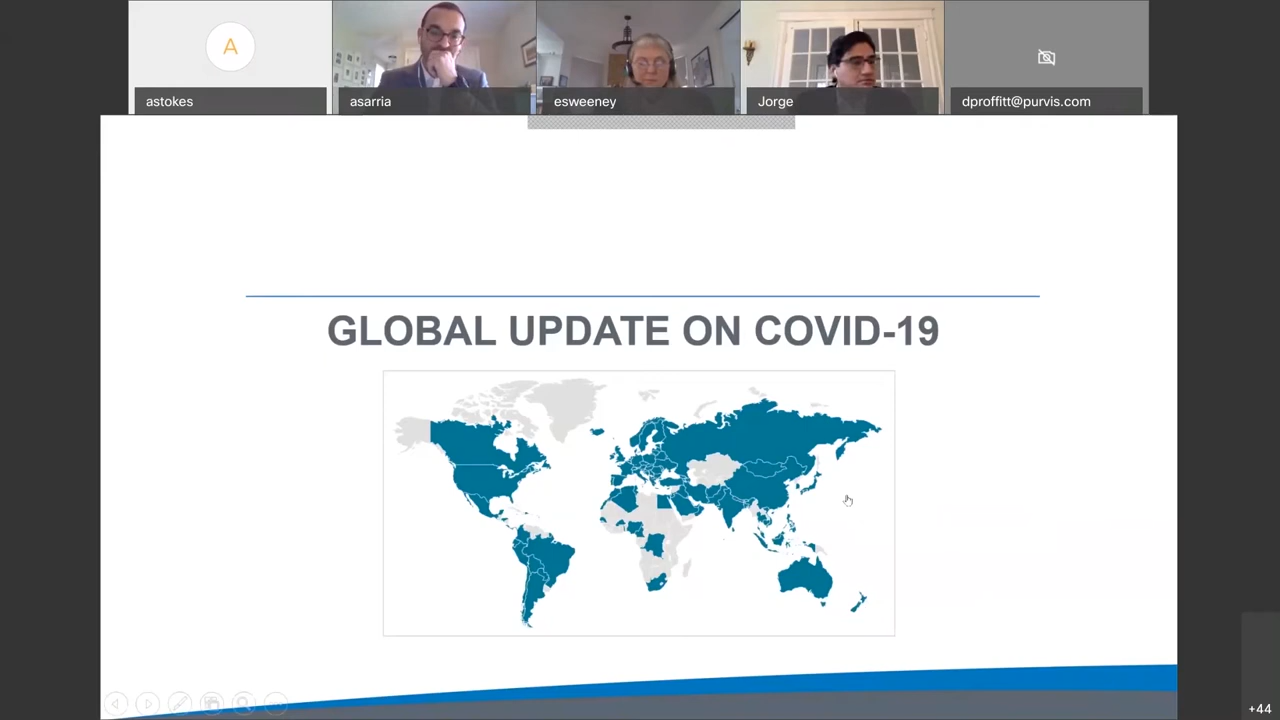 A
astokes
asarria
esweeney
Jorge
dproffitt@purvis.com
GLOBAL UPDATE ON COVID-19
+44